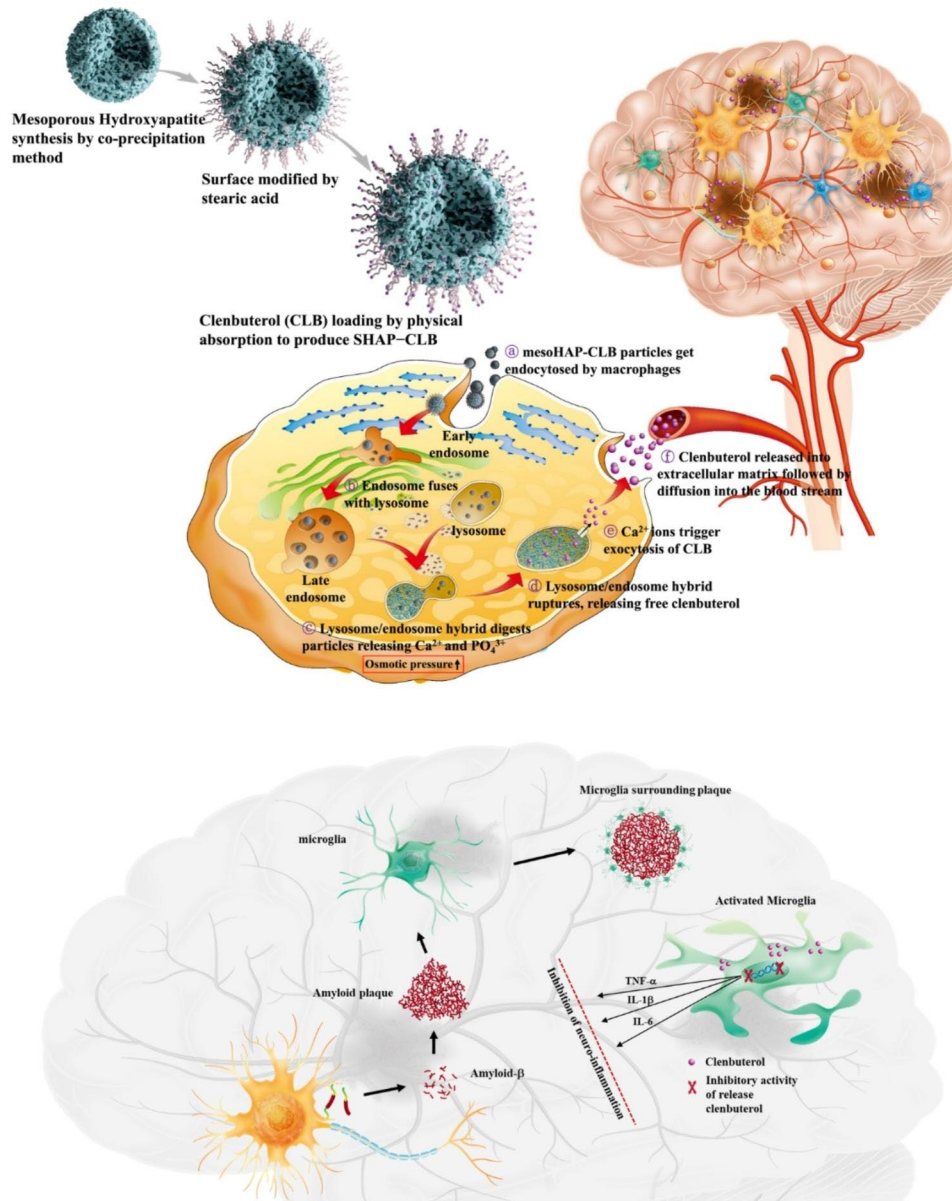 Mesoporous Hydroxyapatite
synthesis by co-precipitation
method
Surface modified by
stearic acid
Clenbuterol (CLB) loading by physical
absorption to produce SHAP−CLB
ⓐ mesoHAP-CLB particles get
endocytosed by macrophages
Early
endosome
ⓑ Endosome fuses
with lysosome
lysosome
Late
endosome
ⓒ Lysosome/endosome hybrid digests
particles releasing Ca²⁺ and PO₄³⁺
Osmotic pressure↑
ⓓ Lysosome/endosome hybrid
ruptures, releasing free clenbuterol
ⓔ Ca²⁺ ions trigger
exocytosis of CLB
ⓕ Clenbuterol released into
extracellular matrix followed by
diffusion into the blood stream
Microglia surrounding plaque
microglia
Activated Microglia
Amyloid plaque
TNF-α
IL-1β
IL-6
Inhibition of neuro-inflammation
Amyloid-β
Clenbuterol
Inhibitory activity
of release
clenbuterol